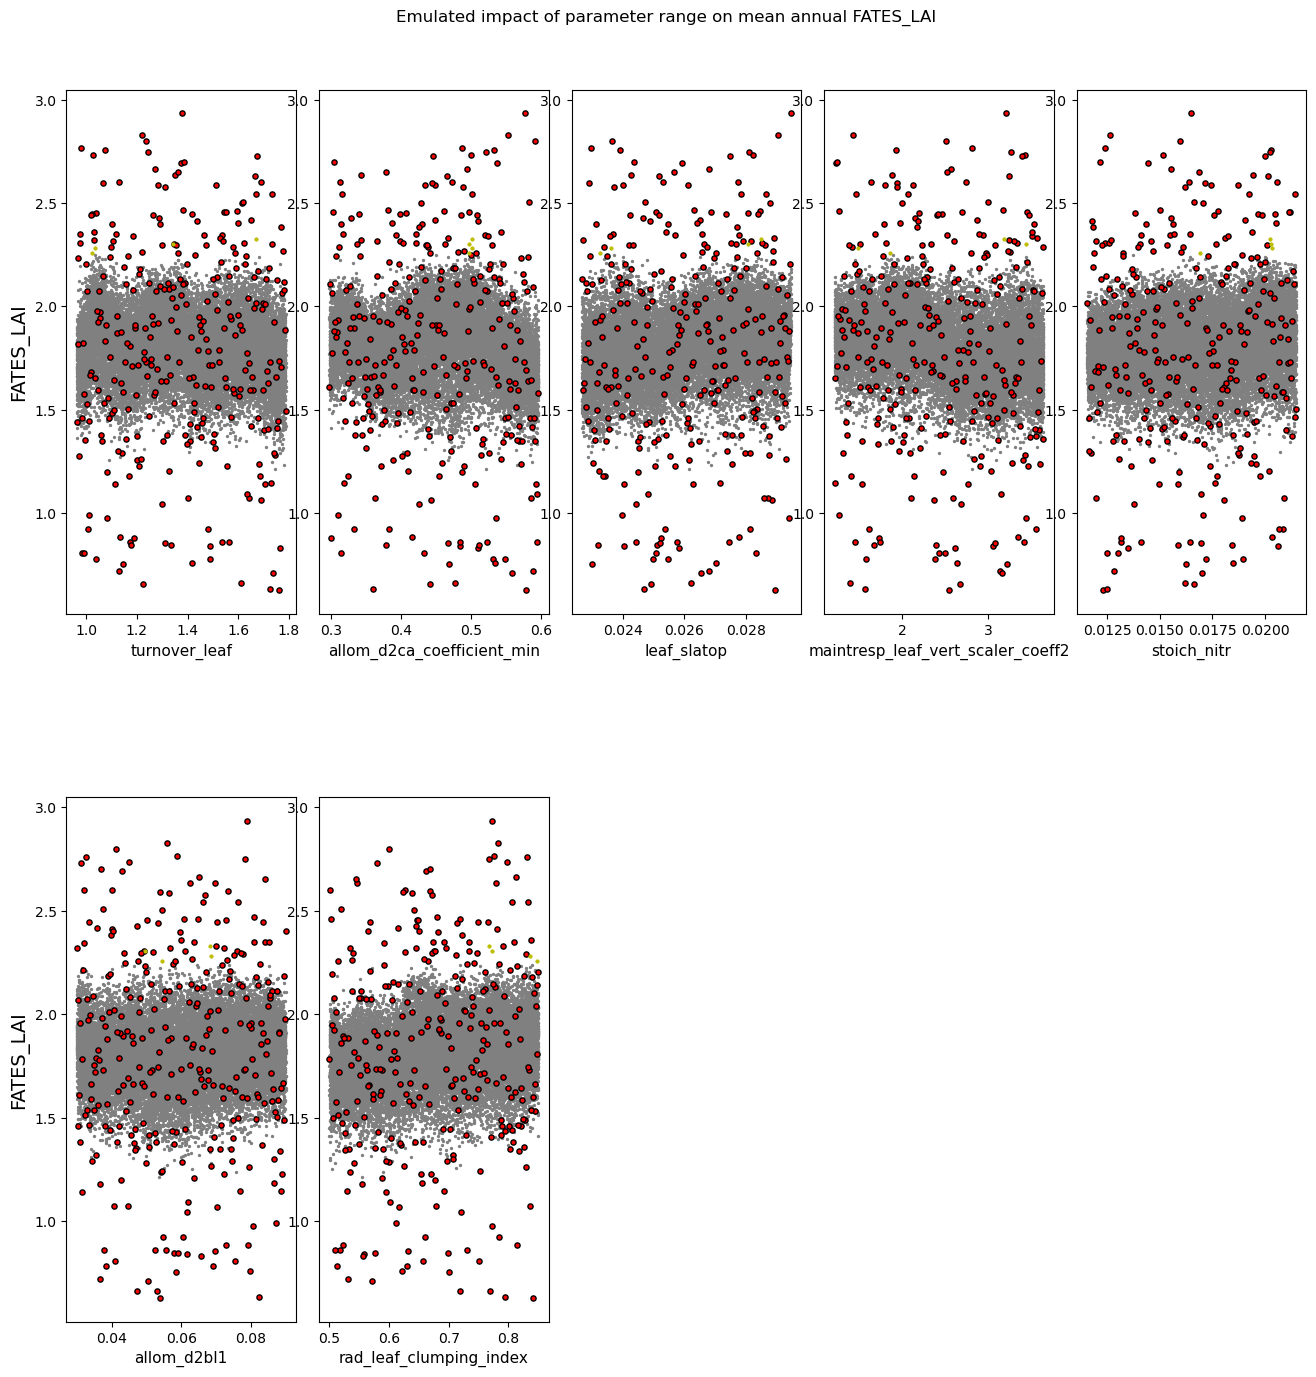 Emulated impact of parameter range on mean annual FATES_LAI
3.0 3.0 3.0 3.0 3.0
2.5 2.5 2.5 2.5 2.5
2.0 2.0 2.0 2.0 2.0
FATES_LAI
1.5 1.5 1.5 1.5 1.5
1.0 1.0 1.0 1.0 1.0
1.0 1.2 1.4 1.6 1.8 0.3 0.4 0.5 0.6 0.024 0.026 0.028 2 3 0.0125 0.0150 0.0175 0.0200
turnover_leaf allom_d2ca_coefficient_min leaf_slatop maintresp_leaf_vert_scaler_coeff2 stoich_nitr
3.0 3.0
2.5 2.5
2.0 2.0
FATES_LAI
1.5 1.5
1.0 1.0
0.04 0.06 0.08 0.5 0.6 0.7 0.8
allom_d2bl1 rad_leaf_clumping_index